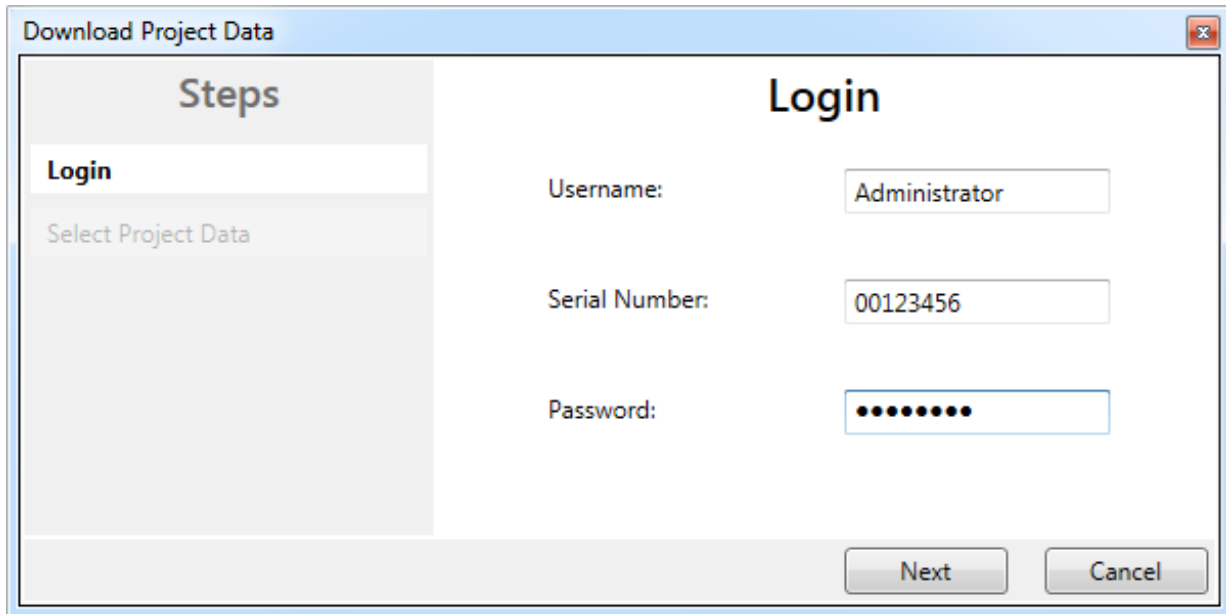 Download Project Data
Steps
Login
Select Project Data
Login
Username:
Administrator
Serial Number:
00123456
Password:
••••••••
Next
Cancel